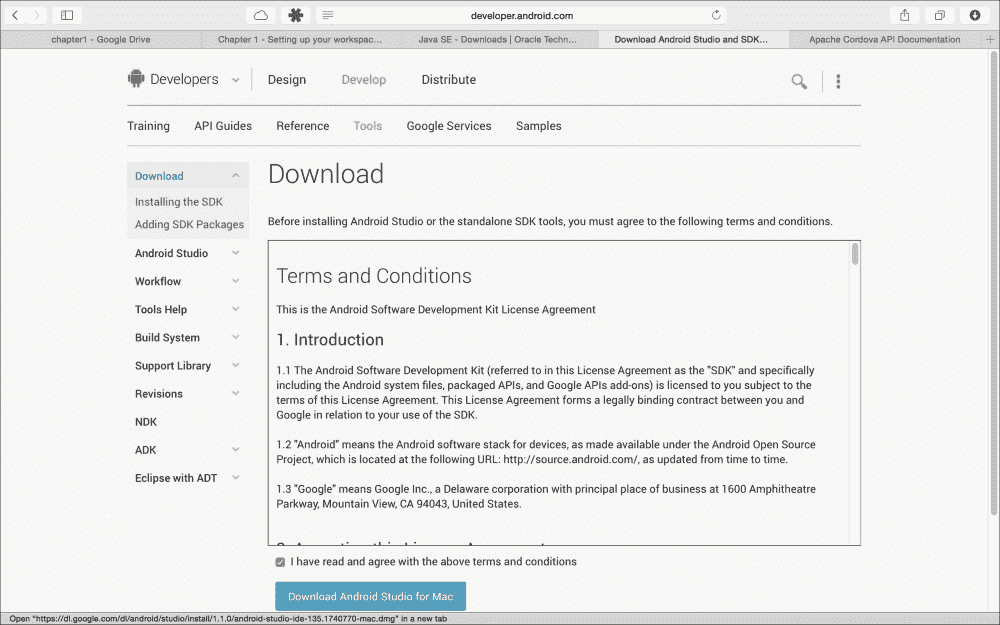 developer.android.com
chapter1 - Google Drive
Chapter 1 - Setting up your workspac...
Java SE - Downloads | Oracle Techn...
Download Android Studio and SDK...
Apache Cordova API Documentation
Developers
Design
Develop
Distribute
Training
API Guides
Reference
Tools
Google Services
Samples
Download
Installing the SDK
Adding SDK Packages
Android Studio
Workflow
Tools Help
Build System
Support Library
Revisions
NDK
ADK
Eclipse with ADT
Download
Before installing Android Studio or the standalone SDK tools, you must agree to the following terms and conditions.
Terms and Conditions
This is the Android Software Development Kit License Agreement
1. Introduction
1.1 The Android Software Development Kit (referred to in this License Agreement as the "SDK" and specifically
including the Android system files, packaged APIs, and Google APIs add-ons) is licensed to you subject to the
terms of this License Agreement. This License Agreement forms a legally binding contract between you and
Google in relation to your use of the SDK.
1.2 "Android" means the Android software stack for devices, as made available under the Android Open Source
Project, which is located at the following URL: http://source.android.com/, as updated from time to time.
1.3 "Google" means Google Inc., a Delaware corporation with principal place of business at 1600 Amphitheatre
Parkway, Mountain View, CA 94043, United States.
I have read and agree with the above terms and conditions
Download Android Studio for Mac
Open "https://dl.google.com/dl/android/studio/install/1.1.0/android-studio-ide-135.1740770-mac.dmg" in a new tab